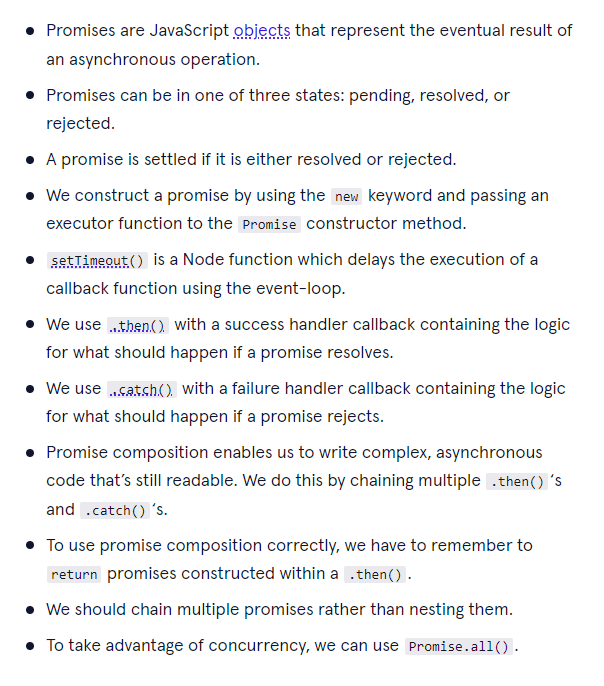 Promises are JavaScript objects that represent the eventual result of
an asynchronous operation.
Promises can be in one of three states: pending, resolved, or
rejected.
A promise is settled if it is either resolved or rejected.
We construct a promise by using the new keyword and passing an
executor function to the Promise constructor method.
setTimeout() is a Node function which delays the execution of a
callback function using the event-loop.
We use .then() with a success handler callback containing the logic
for what should happen if a promise resolves.
We use .catch() with a failure handler callback containing the logic
for what should happen if a promise rejects.
Promise composition enables us to write complex, asynchronous
code that’s still readable. We do this by chaining multiple .then() ‘s
and .catch() ‘s.
To use promise composition correctly, we have to remember to
return promises constructed within a .then() .
We should chain multiple promises rather than nesting them.
To take advantage of concurrency, we can use Promise.all() .